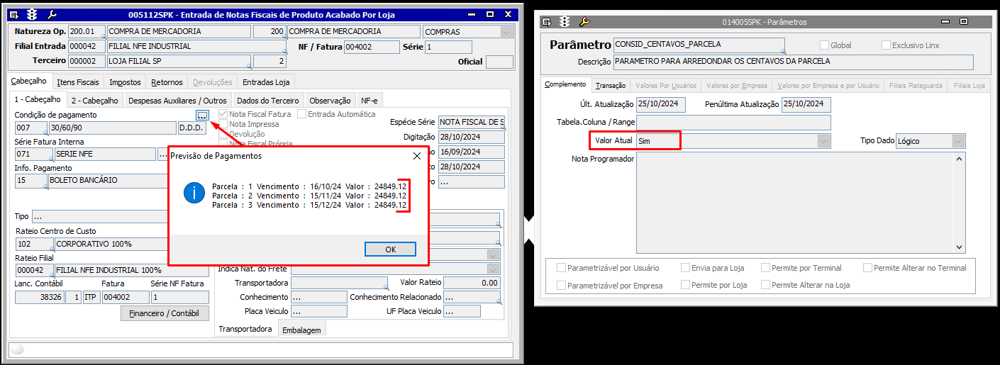 005112SPK - Entrada de Notas Fiscais de Produto Acabado Por Loja
Natureza Op. 200.01 COMPRA DE MERCADORIA 200 COMPRA DE MERCADORIA COMPRAS
Filial Entrada 000042 FILIAL NFE INDUSTRIAL NF / Fatura 004002 Série 1
Terceiro 000002 LOJA FILIAL SP 2 Oficial
Cabeçalho Itens Fiscais Impostos Retornos Devoluções Entradas Loja
1 - Cabeçalho 2 - Cabeçalho Despesas Auxiliares / Outros Dados do Terceiro Observação NF-e
Condição de pagamento ... Nota Fiscal Fatura Entrada Automática
007 30/60/90 D.D.D. Nota Impressa Espécie Série NOTA FISCAL DE S
Devolução Digitação 28/10/2024
Série Fatura Interna Nota Fiscal Própria
071 SERIE NFE ... 16/09/2024
Info. Pagamento 28/10/2024
15 BOLETO BANCÁRIO ...
Previsão de Pagamentos
Parcela : 1 Vencimento : 16/10/24 Valor : 24849.12
Parcela : 2 Vencimento : 15/11/24 Valor : 24849.12
Parcela : 3 Vencimento : 15/12/24 Valor : 24849.12
OK
Tipo ...
Rateio Centro de Custo
102 CORPORATIVO 100%
Rateio Filial
000042 FILIAL NFE INDUSTRIAL 100% Indica Nat. do Frete
Lanc. Contábil Fatura Série NF Fatura Transportadora Valor Rateio 0.00
38326 1 ITP 004002 1 Conhecimento ... Conhecimento Relacionado ...
Financeiro / Contábil Placa Veiculo ... UF Placa Veiculo ...
Transportadora Embalagem
014005SPK - Parâmetros
Parâmetro CONSID_CENTAVOS_PARCELA Global Exclusivo Linx
Descrição PARAMETRO PARA ARREDONDAR OS CENTAVOS DA PARCELA
Complemento Transação Valores Por Usuários Valores por Empresa Valores por Empresa e por Usuário Filiais Retaguarda Filiais Loja
Últ. Atualização 25/10/2024 Penúltima Atualização 25/10/2024
Tabela.Coluna / Range
Valor Atual Sim Tipo Dado Lógico
Nota Programador
Parametrizável por Usuário Envia para Loja Permite por Terminal Permite Alterar no Terminal
Parametrizável por Empresa Permite por Loja Permite Alterar na Loja